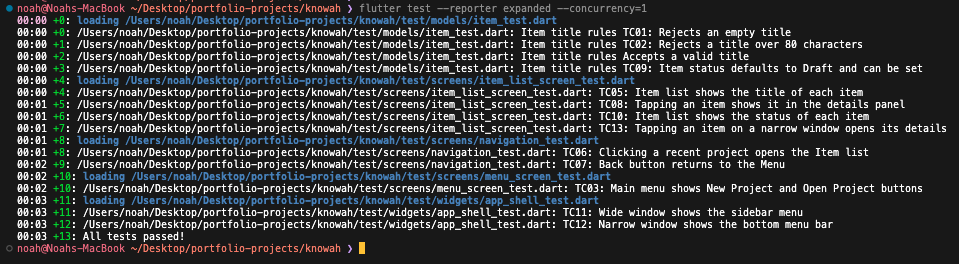 noah@Noahs-MacBook ~/Desktop/portfolio-projects/knowah ❯ flutter test --reporter expanded --concurrency=1
00:00 +0: loading /Users/noah/Desktop/portfolio-projects/knowah/test/models/item_test.dart
00:00 +0: /Users/noah/Desktop/portfolio-projects/knowah/test/models/item_test.dart: Item title rules TC01: Rejects an empty title
00:00 +1: /Users/noah/Desktop/portfolio-projects/knowah/test/models/item_test.dart: Item title rules TC02: Rejects a title over 80 characters
00:00 +2: /Users/noah/Desktop/portfolio-projects/knowah/test/models/item_test.dart: Item title rules Accepts a valid title
00:00 +3: /Users/noah/Desktop/portfolio-projects/knowah/test/models/item_test.dart: TC09: Item status defaults to Draft and can be set
00:00 +4: loading /Users/noah/Desktop/portfolio-projects/knowah/test/screens/item_list_screen_test.dart
00:00 +4: /Users/noah/Desktop/portfolio-projects/knowah/test/screens/item_list_screen_test.dart: TC05: Item list shows the title of each item
00:01 +5: /Users/noah/Desktop/portfolio-projects/knowah/test/screens/item_list_screen_test.dart: TC08: Tapping an item shows it in the details panel
00:01 +6: /Users/noah/Desktop/portfolio-projects/knowah/test/screens/item_list_screen_test.dart: TC10: Item list shows the status of each item
00:01 +7: /Users/noah/Desktop/portfolio-projects/knowah/test/screens/item_list_screen_test.dart: TC13: Tapping an item on a narrow window opens its details
00:01 +8: loading /Users/noah/Desktop/portfolio-projects/knowah/test/screens/navigation_test.dart
00:01 +8: /Users/noah/Desktop/portfolio-projects/knowah/test/screens/navigation_test.dart: TC06: Clicking a recent project opens the Item list
00:02 +9: /Users/noah/Desktop/portfolio-projects/knowah/test/screens/navigation_test.dart: TC07: Back button returns to the Menu
00:02 +10: loading /Users/noah/Desktop/portfolio-projects/knowah/test/screens/menu_screen_test.dart
00:02 +10: /Users/noah/Desktop/portfolio-projects/knowah/test/screens/menu_screen_test.dart: TC03: Main menu shows New Project and Open Project buttons
00:03 +11: loading /Users/noah/Desktop/portfolio-projects/knowah/test/widgets/app_shell_test.dart
00:03 +11: /Users/noah/Desktop/portfolio-projects/knowah/test/widgets/app_shell_test.dart: TC11: Wide window shows the sidebar menu
00:03 +12: /Users/noah/Desktop/portfolio-projects/knowah/test/widgets/app_shell_test.dart: TC12: Narrow window shows the bottom menu bar
00:03 +13: All tests passed!
noah@Noahs-MacBook ~/Desktop/portfolio-projects/knowah ❯